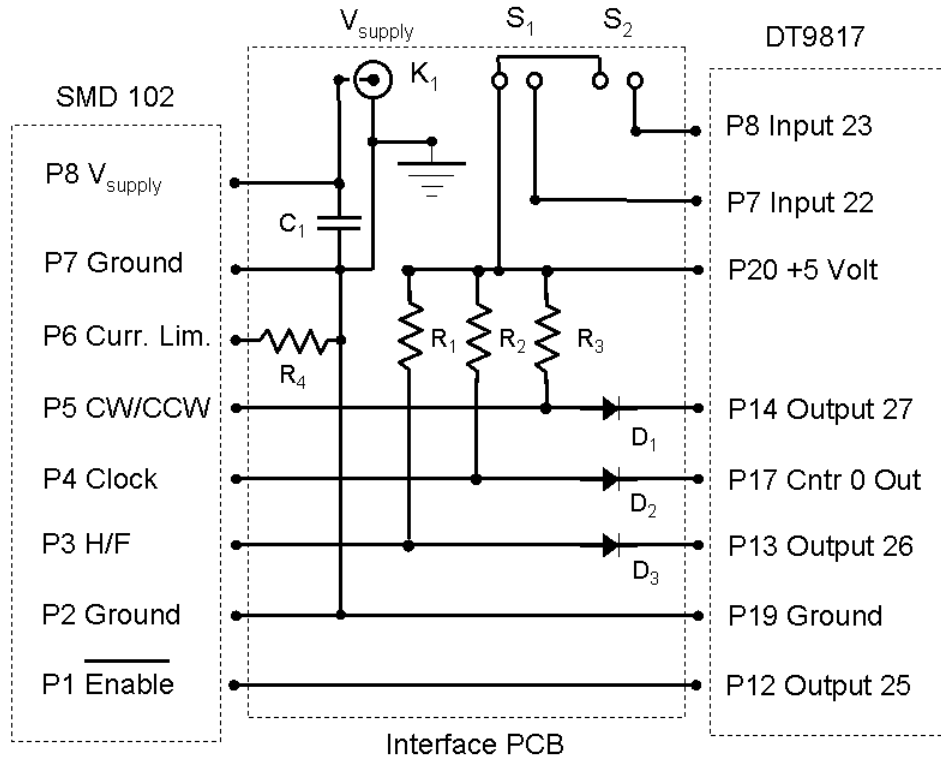 V_supply
S1
S2
DT9817
K1
SMD 102
P8 V_supply
P8 Input 23
P7 Input 22
C1
P7 Ground
P20 +5 Volt
P6 Curr. Lim.
R1
R2
R3
R4
P5 CW/CCW
P14 Output 27
D1
P4 Clock
P17 Cntr 0 Out
D2
P3 H/F
P13 Output 26
D3
P2 Ground
P19 Ground
P1 Enable
P12 Output 25
Interface PCB